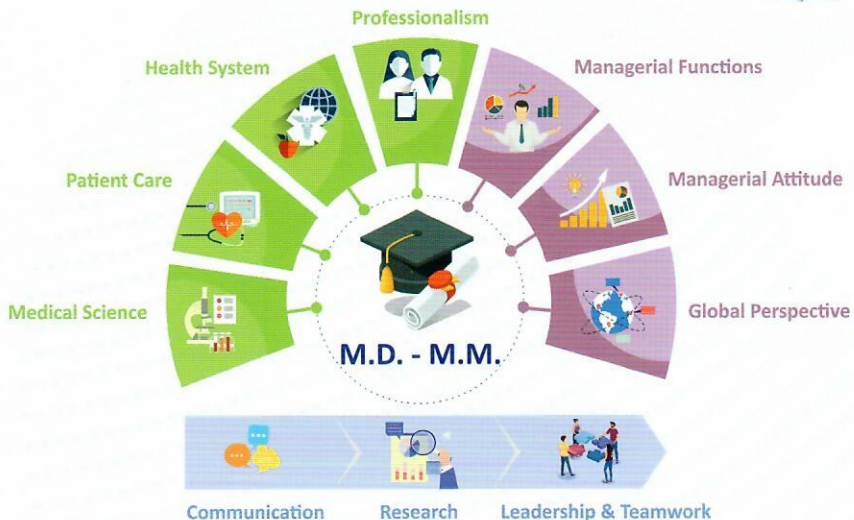 Professionalism
Health System
Managerial Functions
Patient Care
Managerial Attitude
Medical Science
Global Perspective
M.D. - M.M.
Communication
Research
Leadership & Teamwork